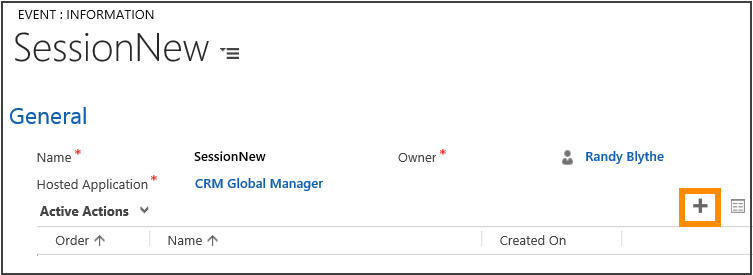 EVENT : INFORMATION
SessionNew
General
Name * SessionNew Owner * Randy Blythe
Hosted Application * CRM Global Manager
Active Actions
Order Name Created On